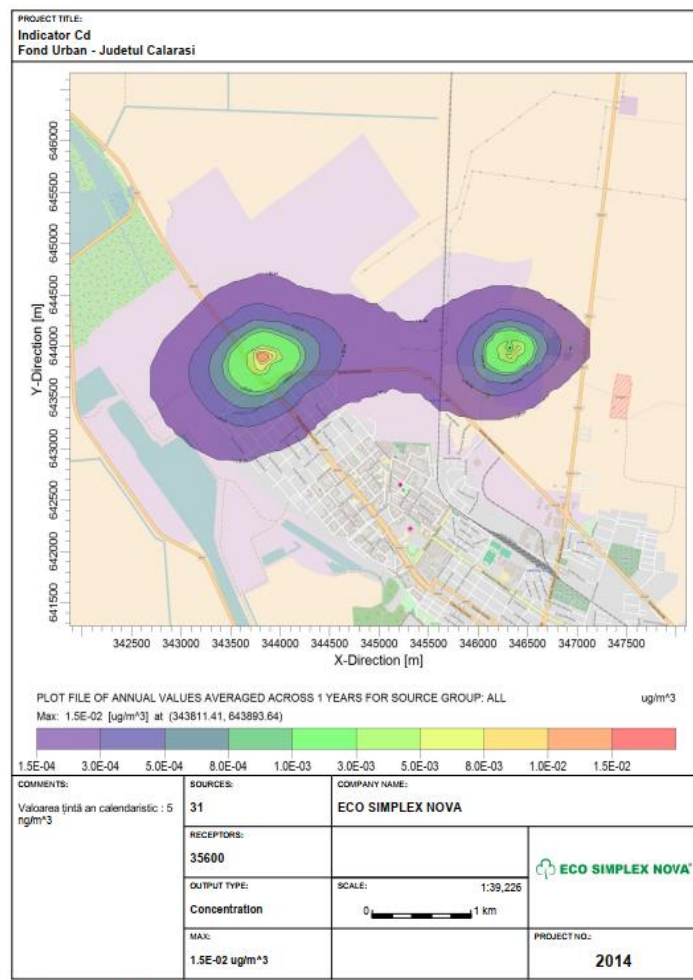 PROJECT TITLE:
Indicator Cd
Fond Urban - Judetul Calarasi
Y-Direction [m]
646000
645500
645000
644500
644000
643500
643000
642500
642000
641500
342500 343000 343500 344000 344500 345000 345500 346000 346500 347000 347500
X-Direction [m]
PLOT FILE OF ANNUAL VALUES AVERAGED ACROSS 1 YEARS FOR SOURCE GROUP: ALL ug/m^3
Max: 1.5E-02 [ug/m^3] at (343811.41, 643893.64)
1.5E-04 3.0E-04 5.0E-04 8.0E-04 1.0E-03 3.0E-03 5.0E-03 8.0E-03 1.0E-02 1.5E-02
COMMENTS:
Valoarea țintă an calendaristic : 5
ng/m^3
SOURCES:
31
COMPANY NAME:
ECO SIMPLEX NOVA
RECEPTORS:
35600
OUTPUT TYPE:
Concentration
SCALE: 1:39,226
0 1 km
ECO SIMPLEX NOVA®
MAX:
1.5E-02 ug/m^3
PROJECT NO.:
2014